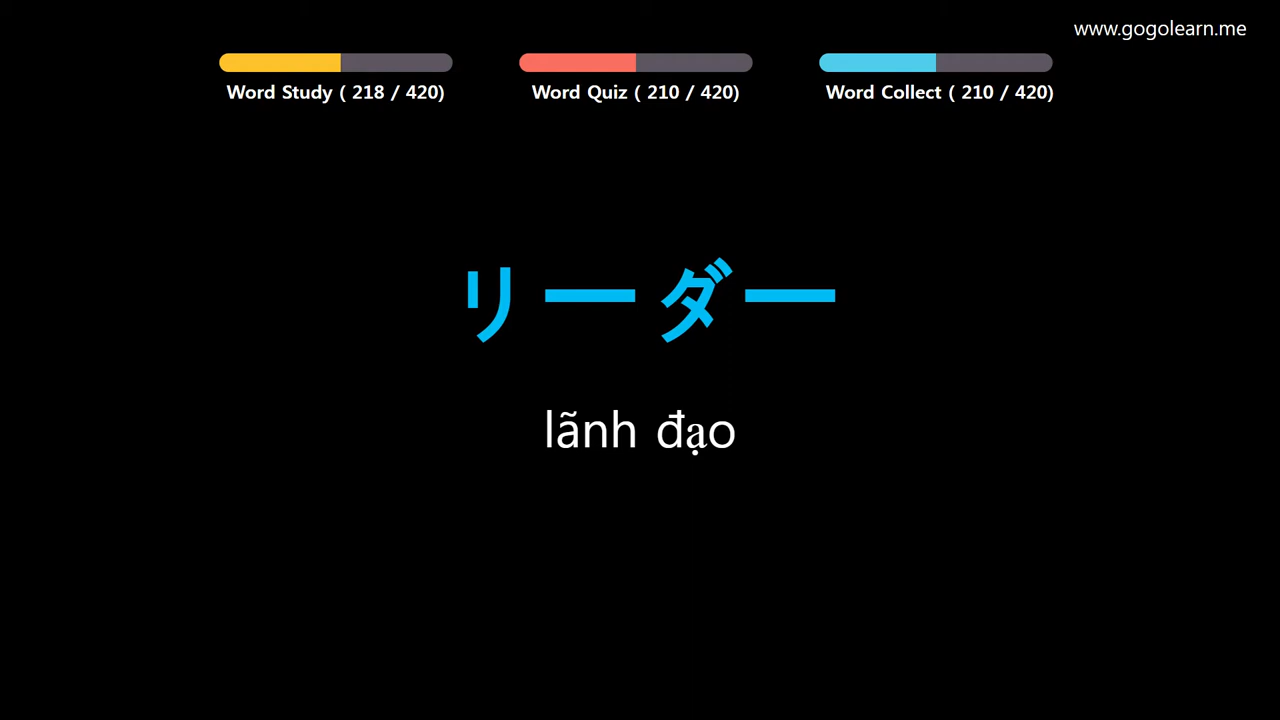 www.gogolearn.me
Word Study ( 218 / 420)
Word Quiz ( 210 / 420)
Word Collect ( 210 / 420)
リーダー
lãnh đạo